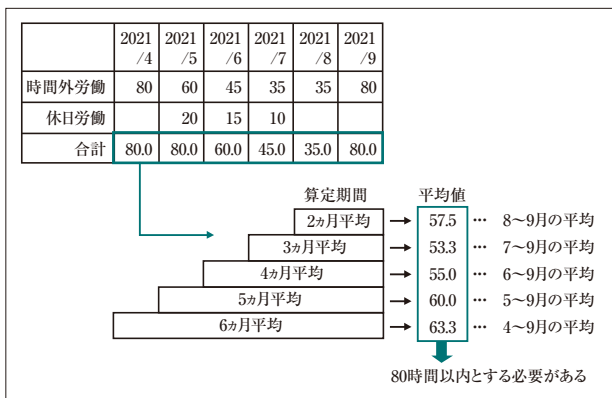 2021/4 2021/5 2021/6 2021/7 2021/8 2021/9
時間外労働 80 60 45 35 35 80
休日労働 20 15 10
合計 80.0 80.0 60.0 45.0 35.0 80.0
算定期間 平均値
2ヵ月平均 57.5 … 8〜9月の平均
3ヵ月平均 53.3 … 7〜9月の平均
4ヵ月平均 55.0 … 6〜9月の平均
5ヵ月平均 60.0 … 5〜9月の平均
6ヵ月平均 63.3 … 4〜9月の平均
80時間以内とする必要がある